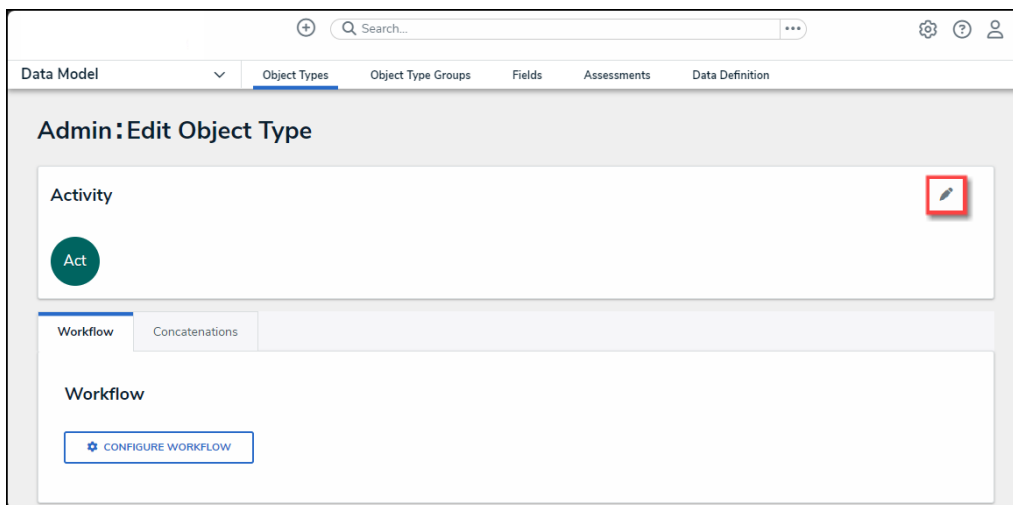 Search...
Data Model Object Types Object Type Groups Fields Assessments Data Definition
Admin:Edit Object Type
Activity
Act
Workflow Concatenations
Workflow
CONFIGURE WORKFLOW